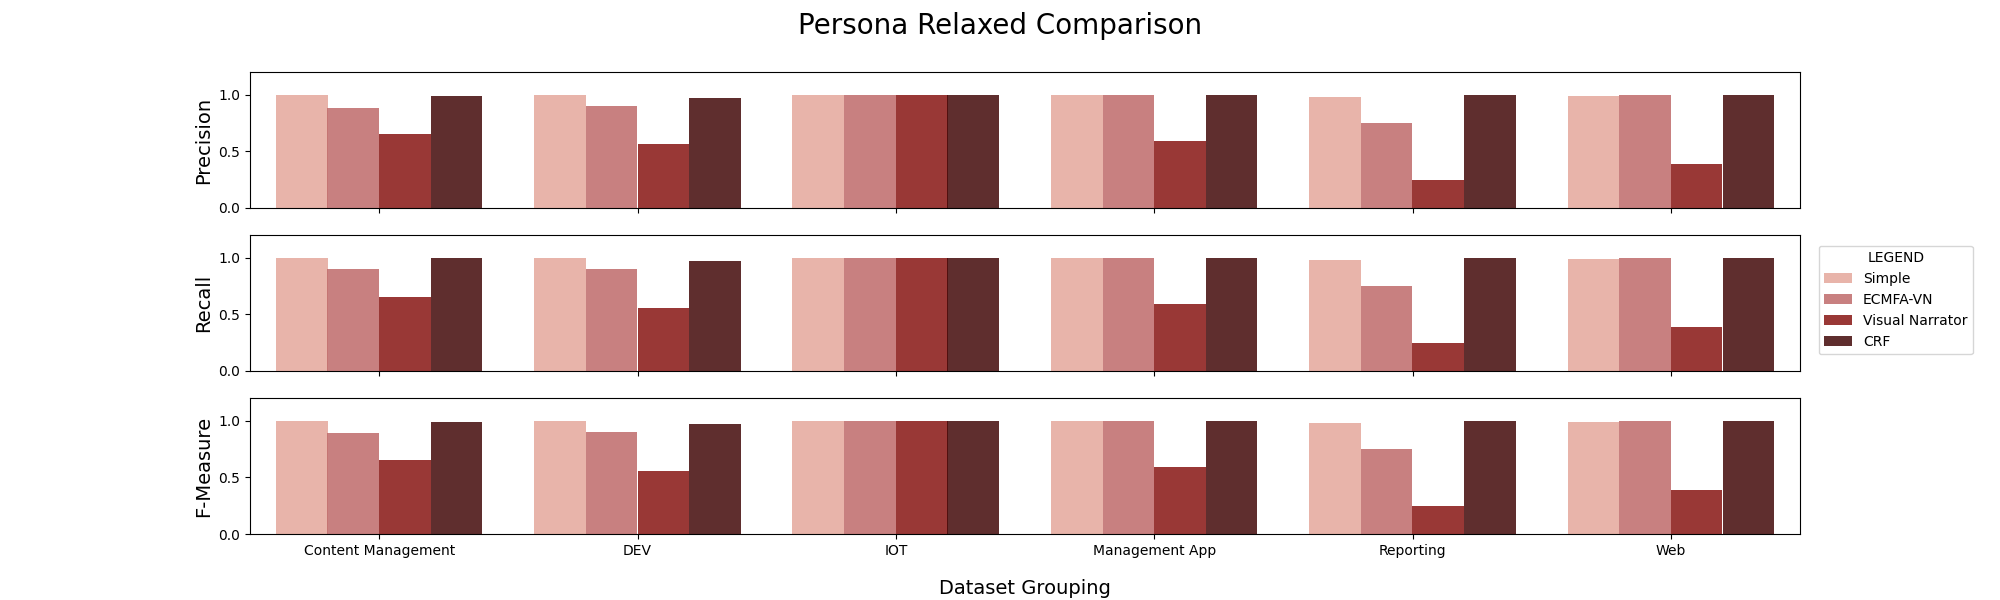 Persona Relaxed Comparison
Precision
1.0
0.5
0.0
Recall
1.0
0.5
0.0
LEGEND
Simple
ECMFA-VN
Visual Narrator
CRF
F-Measure
1.0
0.5
0.0
Content Management
DEV
IOT
Management App
Reporting
Web
Dataset Grouping